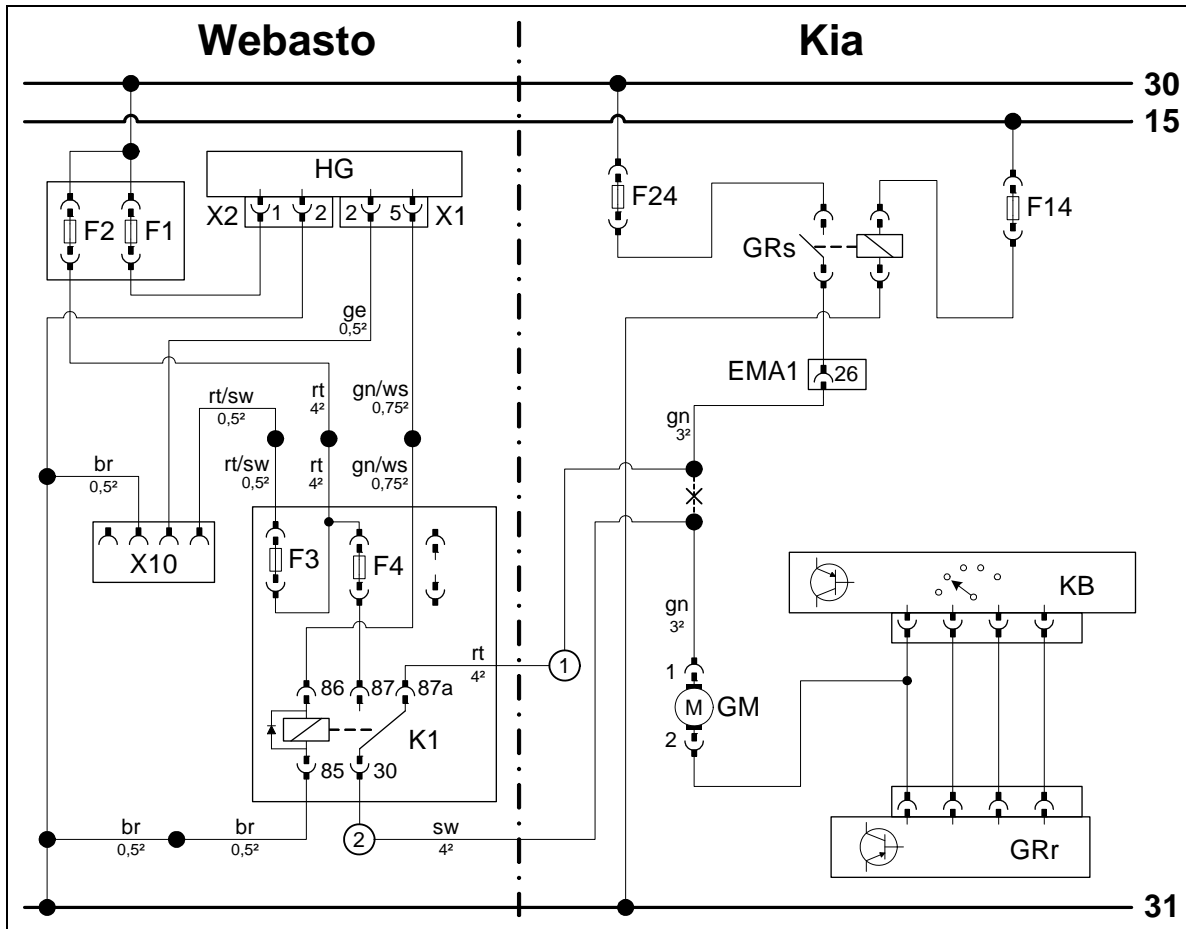 Webasto
Kia
30
15
HG
X2 1 2 2 5 X1
F2 F1
F24
F14
GRs
ge
0,5²
EMA1 26
rt/sw
0,5²
rt
4²
gn/ws
0,75²
gn
3²
br
0,5²
rt/sw
0,5²
rt
4²
gn/ws
0,75²
X10
F3
F4
KB
gn
3²
rt
4²
1
86 87 87a
1
M GM
2
K1
85 30
br
0,5²
br
0,5²
2
sw
4²
GRr
31